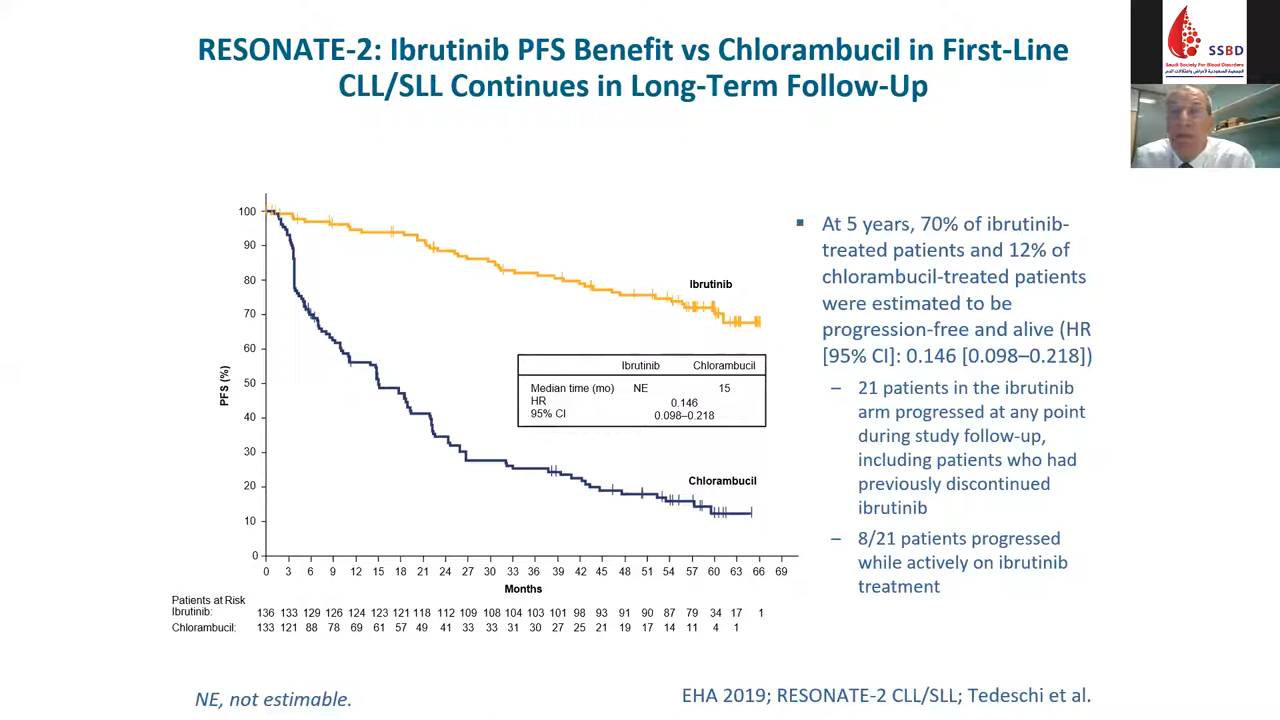 RESONATE-2: Ibrutinib PFS Benefit vs Chlorambucil in First-Line
CLL/SLL Continues in Long-Term Follow-Up
SSBD
Saudi Society For Blood Disorders
100
90
80
70
60
50
40
30
20
10
0
PFS (%)
Ibrutinib
Chlorambucil
Ibrutinib Chlorambucil
Median time (mo) NE 15
HR 0.146
95% CI 0.098–0.218
0 3 6 9 12 15 18 21 24 27 30 33 36 39 42 45 48 51 54 57 60 63 66 69
Months
Patients at Risk
Ibrutinib: 136 133 129 126 124 123 121 118 112 109 108 104 103 101 98 93 91 90 87 79 34 17 1
Chlorambucil: 133 121 88 78 69 61 57 49 41 33 33 31 30 27 25 21 19 17 14 11 4 1
▪ At 5 years, 70% of ibrutinib-
treated patients and 12% of
chlorambucil-treated patients
were estimated to be
progression-free and alive (HR
[95% CI]: 0.146 [0.098–0.218])
– 21 patients in the ibrutinib
arm progressed at any point
during study follow-up,
including patients who had
previously discontinued
ibrutinib
– 8/21 patients progressed
while actively on ibrutinib
treatment
NE, not estimable.
EHA 2019; RESONATE-2 CLL/SLL; Tedeschi et al.